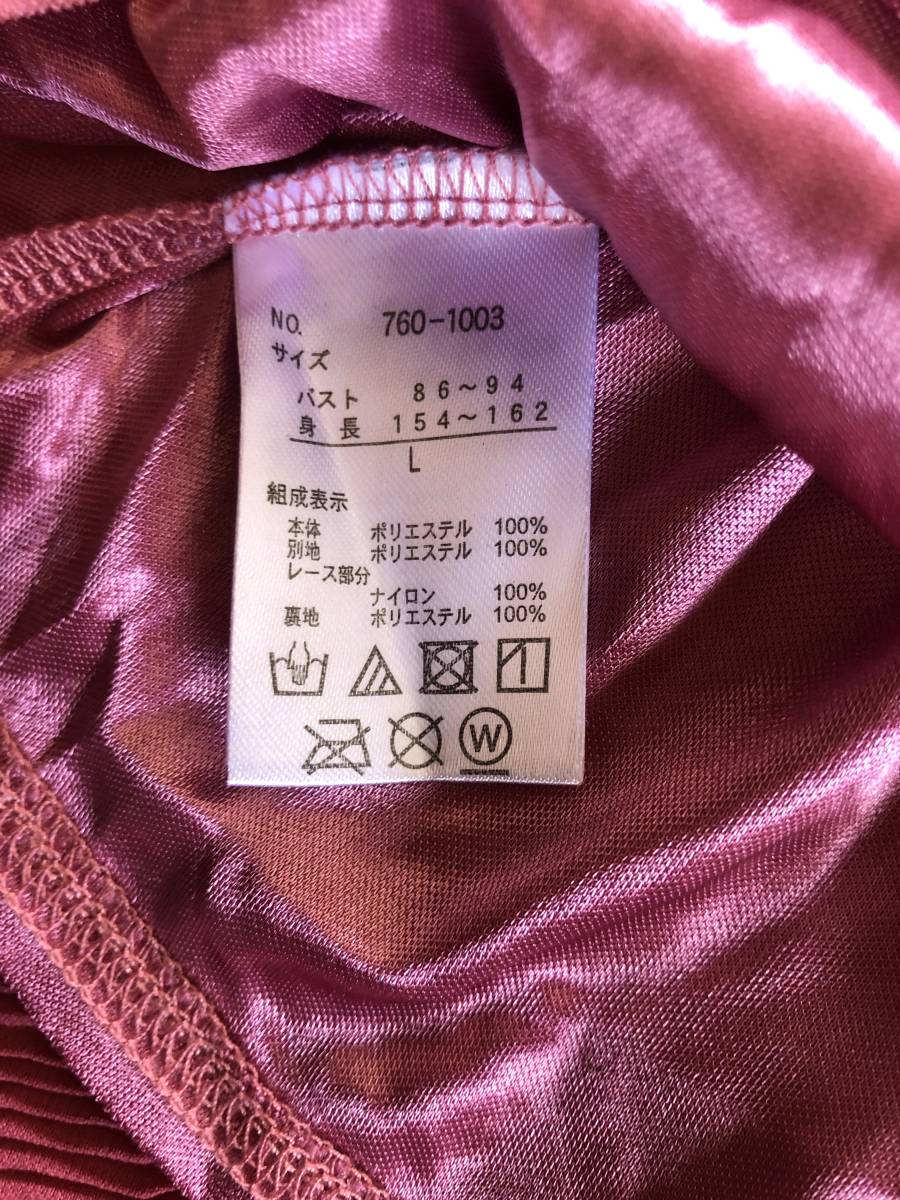 NO. 760-1003
サイズ
バスト 86～94
身長 154～162
L
組成表示
本体 ポリエステル 100%
別地 ポリエステル 100%
レース部分
ナイロン 100%
裏地 ポリエステル 100%
W